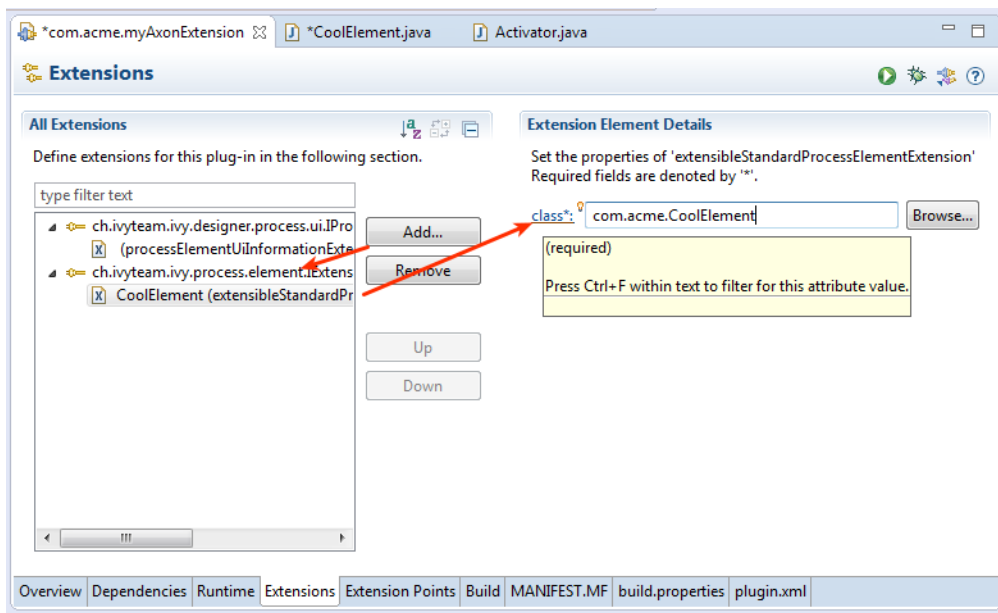 *com.acme.myAxonExtension
*CoolElement.java
Activator.java
Extensions
All Extensions
Define extensions for this plug-in in the following section.
type filter text
ch.ivyteam.ivy.designer.process.ui.IPro
(processElementUiInformationExte
ch.ivyteam.ivy.process.element.IExtens
CoolElement (extensibleStandardPr
Add...
Remove
Up
Down
Extension Element Details
Set the properties of 'extensibleStandardProcessElementExtension'
Required fields are denoted by '*'.
class*: com.acme.CoolElement Browse...
(required)
Press Ctrl+F within text to filter for this attribute value.
Overview Dependencies Runtime Extensions Extension Points Build MANIFEST.MF build.properties plugin.xml